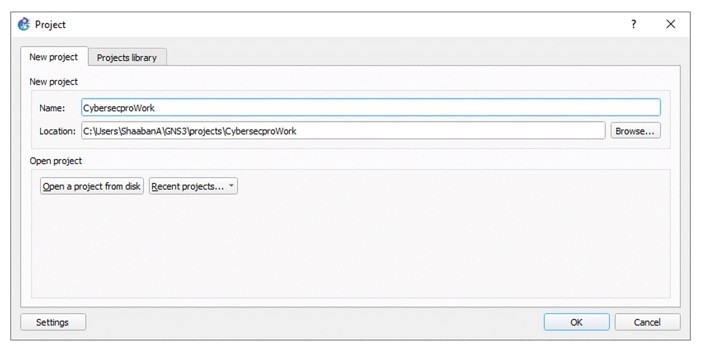 Project
? X
New project Projects library
New project
Name: CybersecproWork
Location: C:\Users\ShaabanA\GNS3\projects\CybersecproWork Browse...
Open project
Open a project from disk Recent projects...
Settings OK Cancel